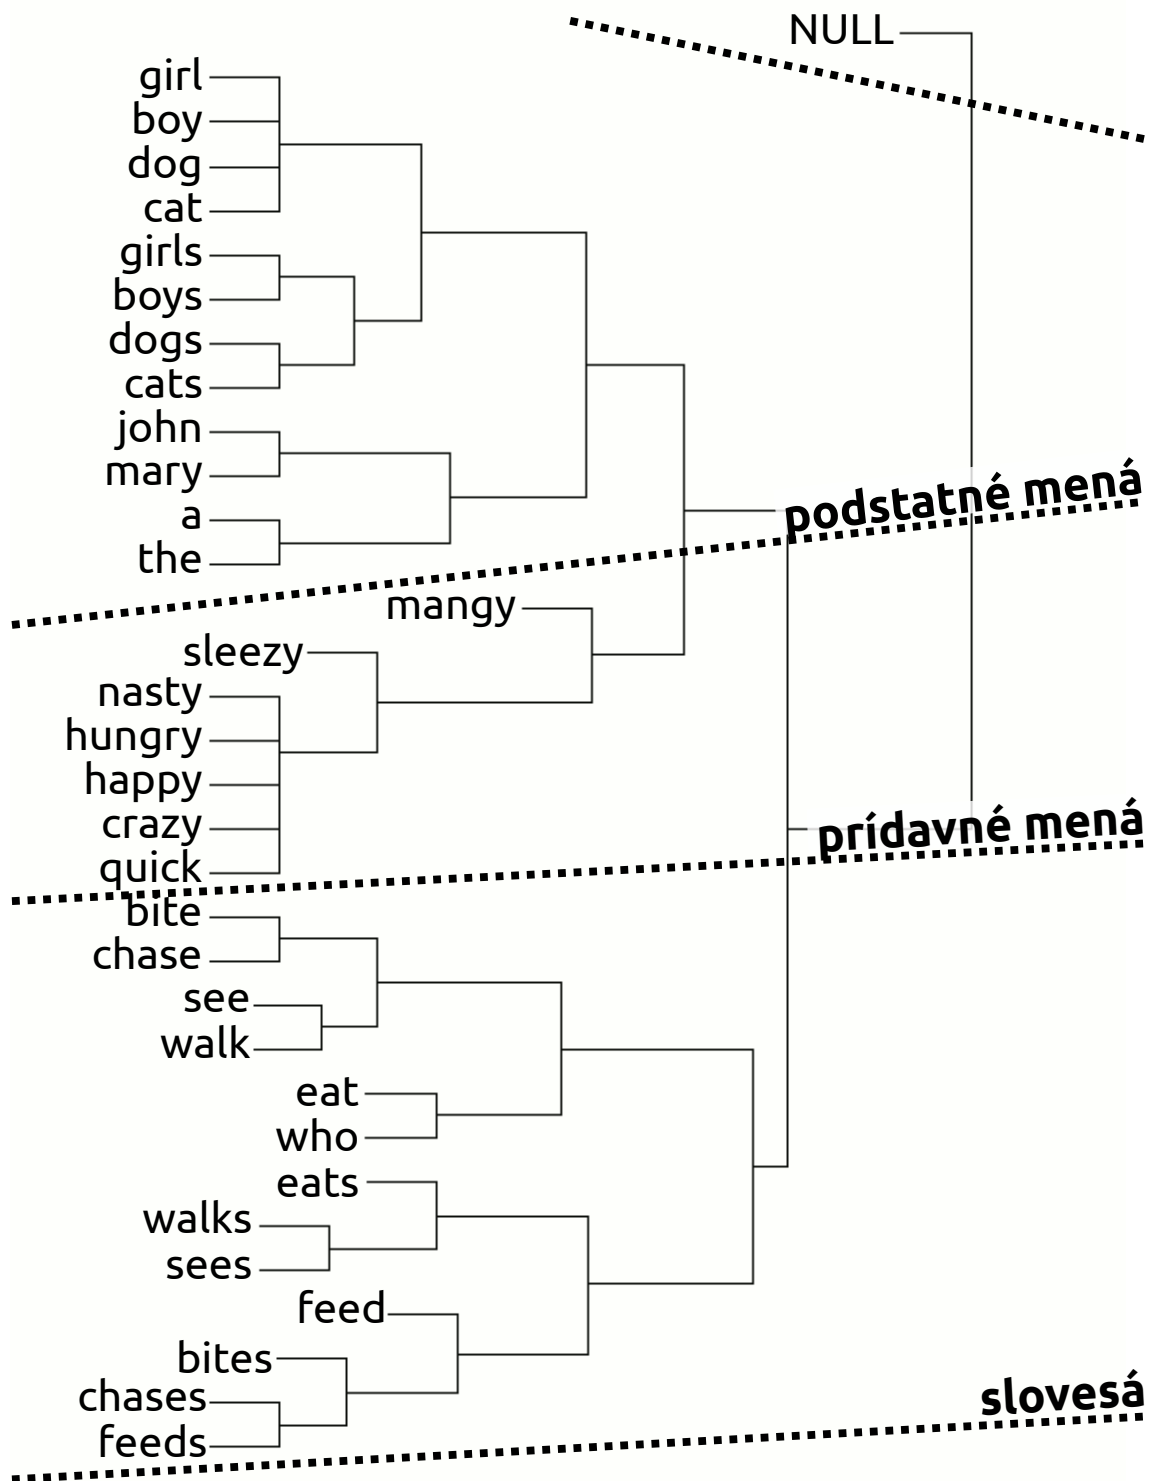 NULL
girl
boy
dog
cat
girls
boys
dogs
cats
john
mary
a
the
podstatné mená
mangy
sleezy
nasty
hungry
happy
crazy
quick
prídavné mená
bite
chase
see
walk
eat
who
eats
walks
sees
feed
bites
chases
feeds
slovesá